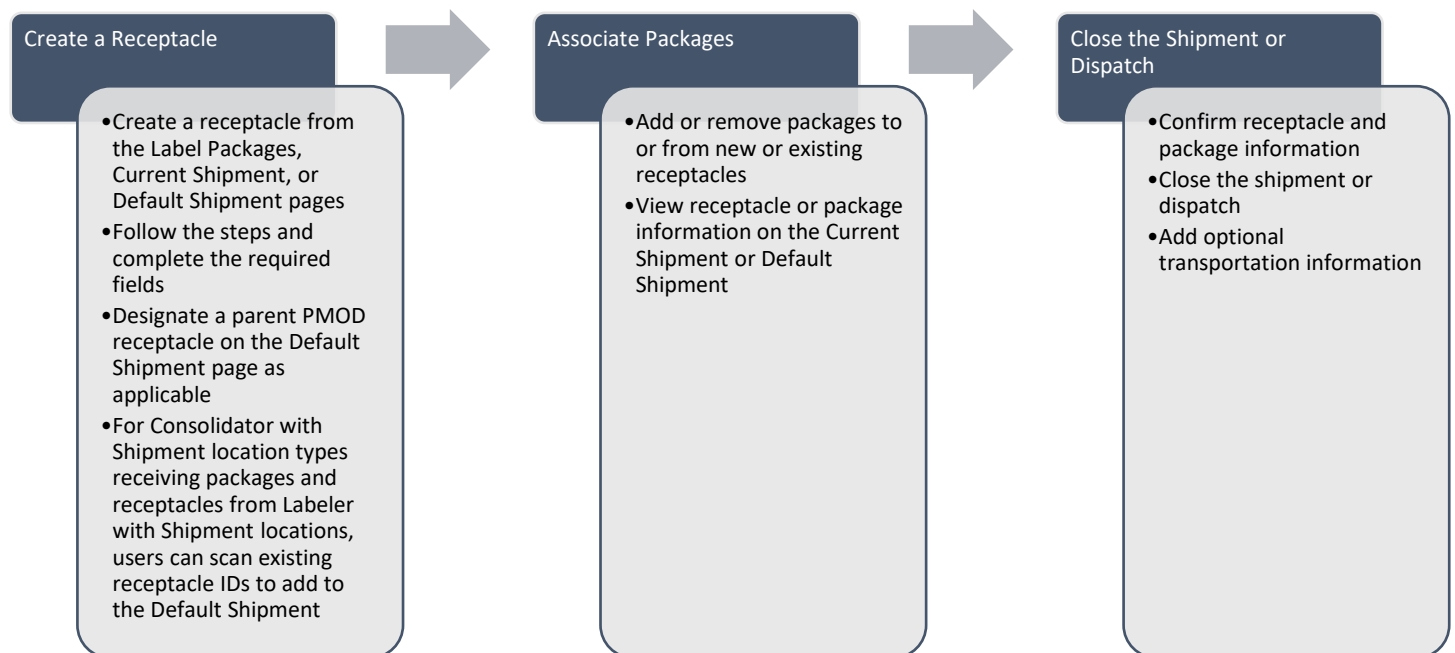 Create a Receptacle
•Create a receptacle from
the Label Packages,
Current Shipment, or
Default Shipment pages
•Follow the steps and
complete the required
fields
•Designate a parent PMOD
receptacle on the Default
Shipment page as
applicable
•For Consolidator with
Shipment location types
receiving packages and
receptacles from Labeler
with Shipment locations,
users can scan existing
receptacle IDs to add to
the Default Shipment
Associate Packages
•Add or remove packages to
or from new or existing
receptacles
•View receptacle or package
information on the Current
Shipment or Default
Shipment
Close the Shipment or
Dispatch
•Confirm receptacle and
package information
•Close the shipment or
dispatch
•Add optional
transportation information